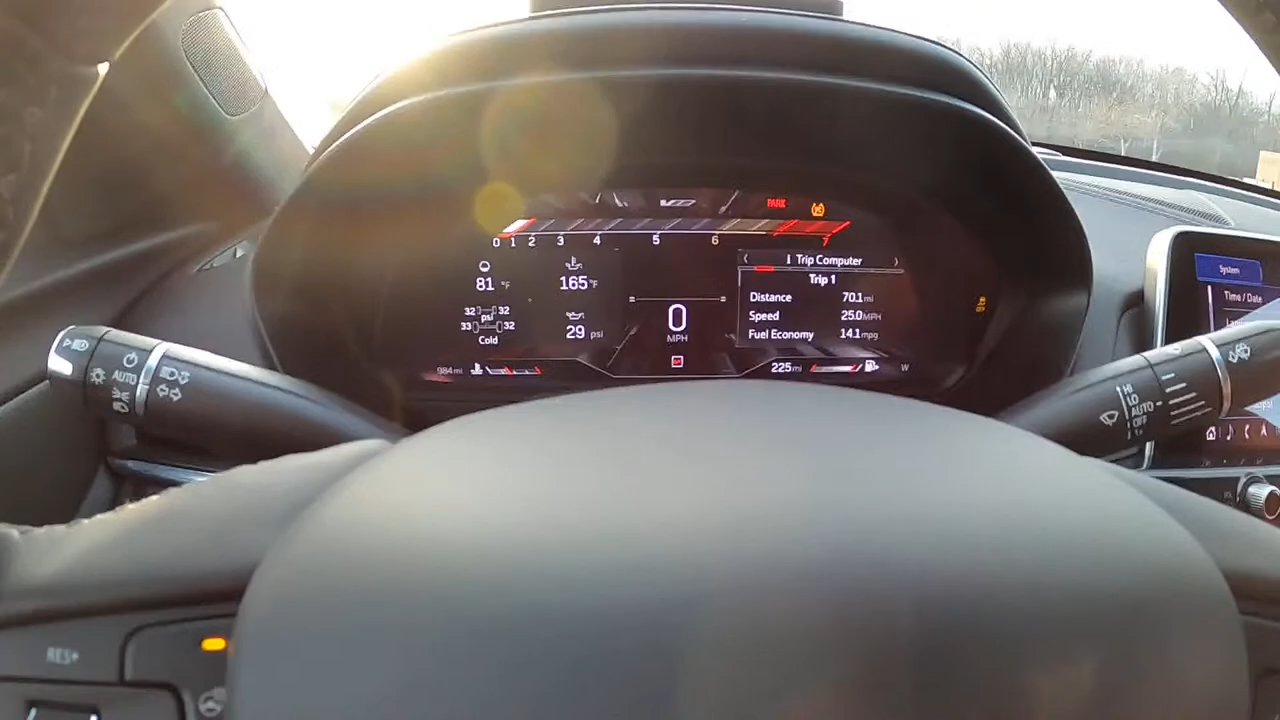 PARK
0 1 2 3 4 5 6 7
Trip Computer
Trip 1
81 °F
165°F
Distance 70.1 mi
Speed 25.0 MPH
Fuel Economy 14.1 mpg
32 psi 32
33 32
Cold
29 psi
0
MPH
984 mi
225 mi
W
System
Time / Date
AUTO
HI
LO
AUTO
OFF
RES+